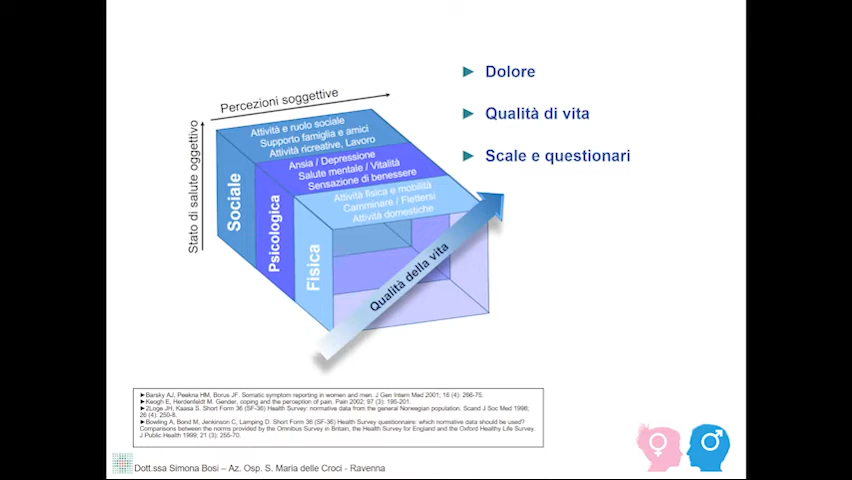 ► Dolore
► Qualità di vita
► Scale e questionari
Percezioni soggettive
Stato di salute oggettivo
Attività e ruolo sociale
Supporto famiglia e amici
Attività ricreative, Lavoro
Ansia / Depressione
Salute mentale / Vitalità
Sensazione di benessere
Attività fisica e mobilità
Camminare / Flettersi
Attività domestiche
Sociale
Psicologica
Fisica
Qualità della vita
►Barsky AJ, Peekna HM, Borus JF. Somatic symptom reporting in women and men. J Gen Intern Med 2001; 16 (4): 266-75.
►Keogh E, Herdenfeldt M. Gender, coping and the perception of pain. Pain 2002; 97 (3): 195-201.
►2Loge JH, Kaasa S. Short Form 36 (SF-36) Health Survey: normative data from the general Norwegian population. Scand J Soc Med 1998;
26 (4): 250-8.
►Bowling A, Bond M, Jenkinson C, Lamping D. Short Form 36 (SF-36) Health Survey questionnaire: which normative data should be used?
Comparisons between the norms provided by the Omnibus Survey in Britain, the Health Survey for England and the Oxford Healthy Life Survey.
J Public Health 1999; 21 (3): 255-70.
Dott.ssa Simona Bosi – Az. Osp. S. Maria delle Croci - Ravenna